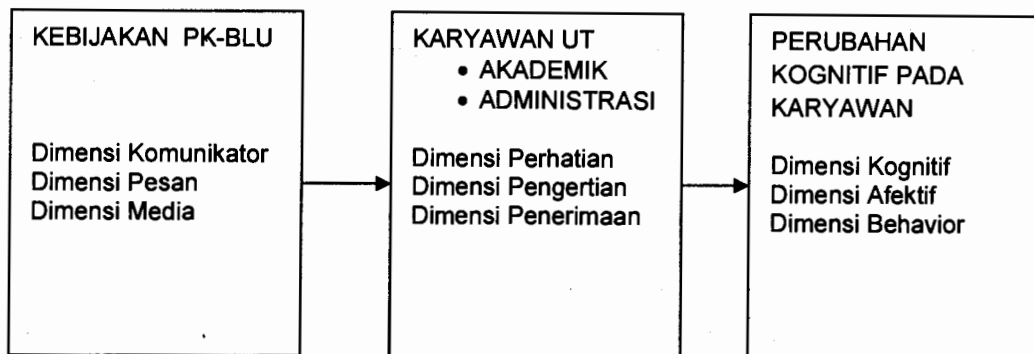 KEBIJAKAN PK-BLU
Dimensi Komunikator
Dimensi Pesan
Dimensi Media
KARYAWAN UT
• AKADEMIK
• ADMINISTRASI
Dimensi Perhatian
Dimensi Pengertian
Dimensi Penerimaan
PERUBAHAN
KOGNITIF PADA
KARYAWAN
Dimensi Kognitif
Dimensi Afektif
Dimensi Behavior